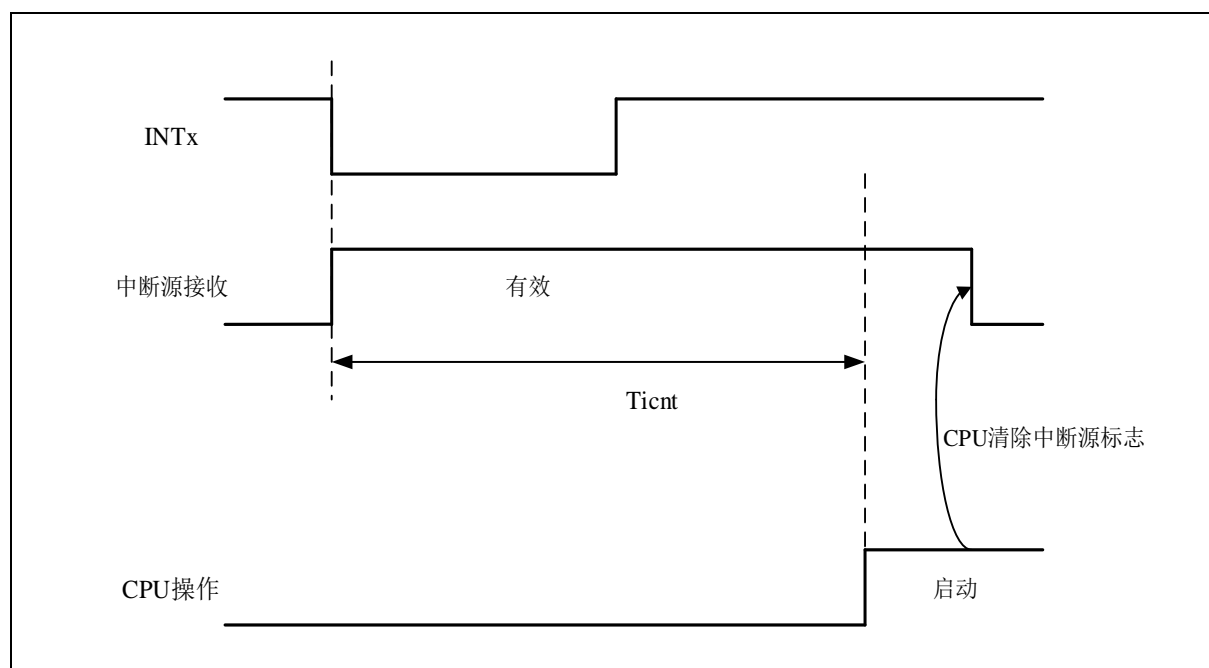 INTx
中断源接收
有效
Ticnt
CPU清除中断源标志
CPU操作
启动